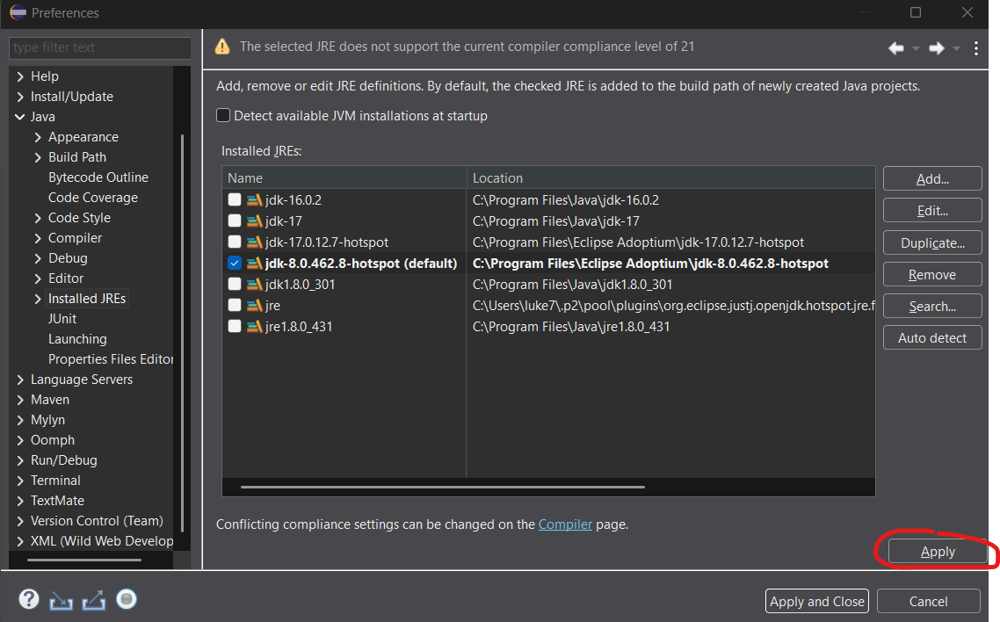 Preferences
type filter text
Help
Install/Update
Java
Appearance
Build Path
Bytecode Outline
Code Coverage
Code Style
Compiler
Debug
Editor
Installed JREs
JUnit
Launching
Properties Files Editor
Language Servers
Maven
Mylyn
Oomph
Run/Debug
Terminal
TextMate
Version Control (Team)
XML (Wild Web Develop
The selected JRE does not support the current compiler compliance level of 21
Add, remove or edit JRE definitions. By default, the checked JRE is added to the build path of newly created Java projects.
Detect available JVM installations at startup
Installed JREs:
Name Location
jdk-16.0.2 C:\Program Files\Java\jdk-16.0.2
jdk-17 C:\Program Files\Java\jdk-17
jdk-17.0.12.7-hotspot C:\Program Files\Eclipse Adoptium\jdk-17.0.12.7-hotspot
jdk-8.0.462.8-hotspot (default) C:\Program Files\Eclipse Adoptium\jdk-8.0.462.8-hotspot
jdk1.8.0_301 C:\Program Files\Java\jdk1.8.0_301
jre C:\Users\luke7\.p2\pool\plugins\org.eclipse.justj.openjdk.hotspot.jre.f
jre1.8.0_431 C:\Program Files\Java\jre1.8.0_431
Add...
Edit...
Duplicate...
Remove
Search...
Auto detect
Conflicting compliance settings can be changed on the Compiler page.
Apply
Apply and Close
Cancel